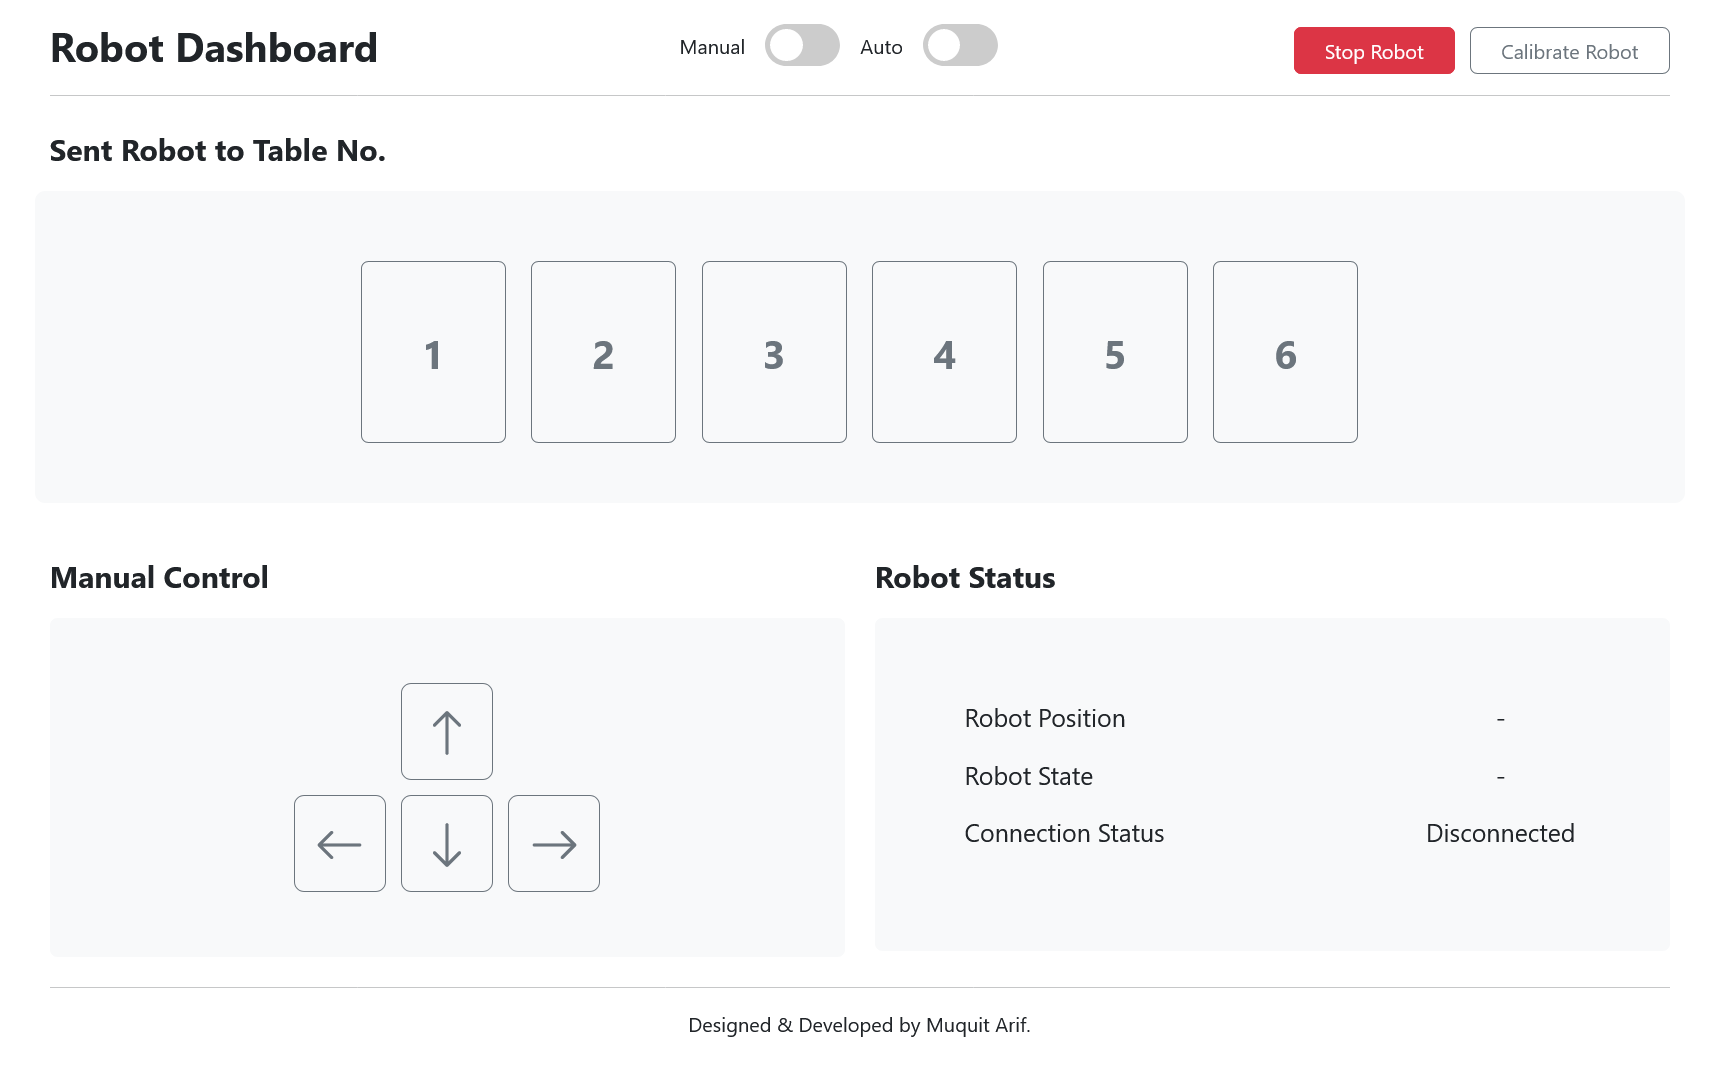 Robot Dashboard
Manual
Auto
Stop Robot
Calibrate Robot
Sent Robot to Table No.
1
2
3
4
5
6
Manual Control
Robot Status
Robot Position -
Robot State -
Connection Status Disconnected
Designed & Developed by Muquit Arif.